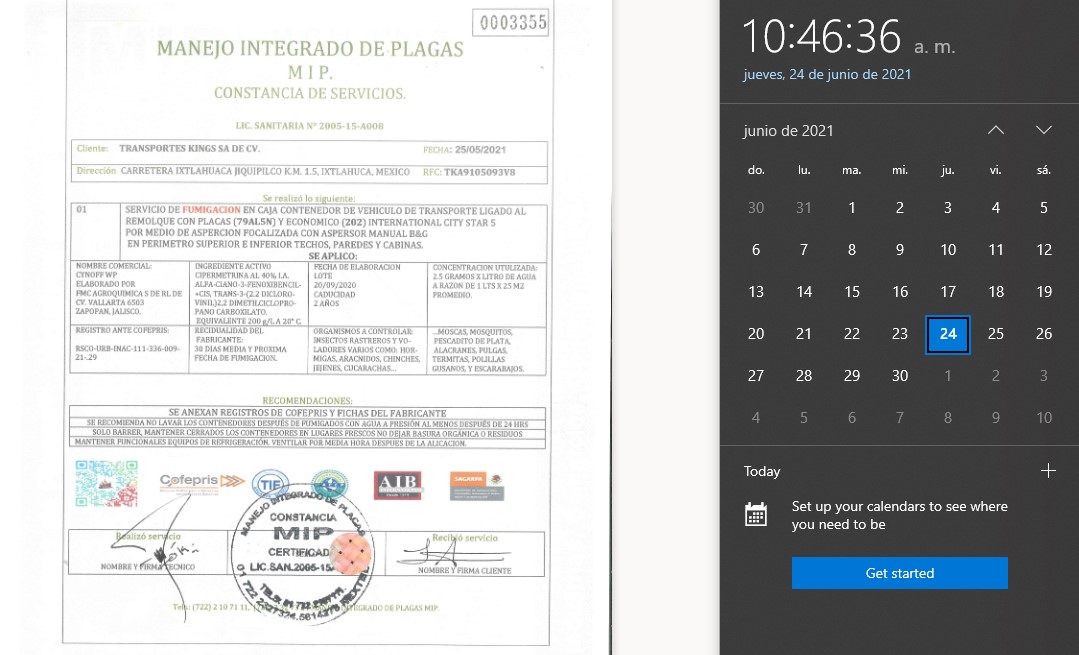 0003355
MANEJO INTEGRADO DE PLAGAS
M I P.
CONSTANCIA DE SERVICIOS.
LIC. SANITARIA Nº 2005-15-A008
Cliente: TRANSPORTES KINGS SA DE CV. FECHA: 25/05/2021
Dirección CARRETERA IXTLAHUACA JIQUIPILCO K.M. 1.5, IXTLAHUCA, MEXICO RFC: TKA9105093V8
Se realizó lo siguiente:
01 SERVICIO DE FUMIGACION EN CAJA CONTENEDOR DE VEHICULO DE TRANSPORTE LIGADO AL
REMOLQUE CON PLACAS (79AL5N) Y ECONOMICO (202) INTERNATIONAL CITY STAR 5
POR MEDIO DE ASPERCION FOCALIZADA CON ASPERSOR MANUAL B&G
EN PERIMETRO SUPERIOR E INFERIOR TECHOS, PAREDES Y CABINAS.
SE APLICO:
NOMBRE COMERCIAL:
CYNOFF WP
ELABORADO POR
FMC AGROQUIMICA S DE RL DE
CV. VALLARTA 6503
ZAPOPAN, JALISCO.
INGREDIENTE ACTIVO
CIPERMETRINA AL 40% I.A.
ALFA-CIANO-3-FENOXIBENCIL-
+CIS, TRANS-3-(2.2 DICLORO-
VINIL)2,2 DIMETILCICLOPRO-
PANO CARBOXILATO.
EQUIVALENTE 200 g/L A 20° C.
FECHA DE ELABORACION
LOTE
20/09/2020
CADUCIDAD
2 AÑOS
CONCENTRACION UTULIZADA:
2.5 GRAMOS X LITRO DE AGUA
A RAZON DE 1 LTS X 25 M2
PROMEDIO.
REGISTRO ANTE COFEPRIS:
RSCO-URB-INAC-111-336-009-
21-.29
RECIDUALIDAD DEL
FABRICANTE:
30 DIAS MEDIA Y PROXIMA
FECHA DE FUMIGACION.
ORGANISMOS A CONTROLAR:
INSECTOS RASTREROS Y VO-
LADORES VARIOS COMO: HOR-
MIGAS, ARACNIDOS, CHINCHES,
JEJENES, CUCARACHAS...
...MOSCAS, MOSQUITOS,
PESCADITO DE PLATA,
ALACRANES, PULGAS,
TERMITAS, POLILLAS
GUSANOS, Y ESCARABAJOS.
RECOMENDACIONES:
SE ANEXAN REGISTROS DE COFEPRIS Y FICHAS DEL FABRICANTE
SE RECOMIENDA NO LAVAR LOS CONTENEDORES DESPUÉS DE FUMIGADOS CON AGUA A PRESIÓN AL MENOS DESPUÉS DE 24 HRS
SOLO BARRER, MANTENER CERRADOS LOS CONTENEDORES EN LUGARES FRESCOS NO DEJAR BASURA ORGÁNICA O RESIDUOS
MANTENER FUNCIONALES EQUIPOS DE REFRIGERACIÓN. VENTILAR POR MEDIA HORA DESPUES DE LA ALICACION.
Cofepris
TIF
AIB
SAGARPA
MANEJO INTEGRADO DE PLAGAS
CONSTANCIA
MIP
CERTIFICAD
LIC.SAN.2005-15-
Realizó servicio
NOMBRE Y FIRMA TECNICO
Recibió servicio
NOMBRE Y FIRMA CLIENTE
Tels: (722) 2 10 71 11, INTEGRADO DE PLAGAS MIP.
10:46:36 a. m.
jueves, 24 de junio de 2021
junio de 2021
do. lu. ma. mi. ju. vi. sá.
30 31 1 2 3 4 5
6 7 8 9 10 11 12
13 14 15 16 17 18 19
20 21 22 23 24 25 26
27 28 29 30 1 2 3
4 5 6 7 8 9 10
Today
Set up your calendars to see where
you need to be
Get started